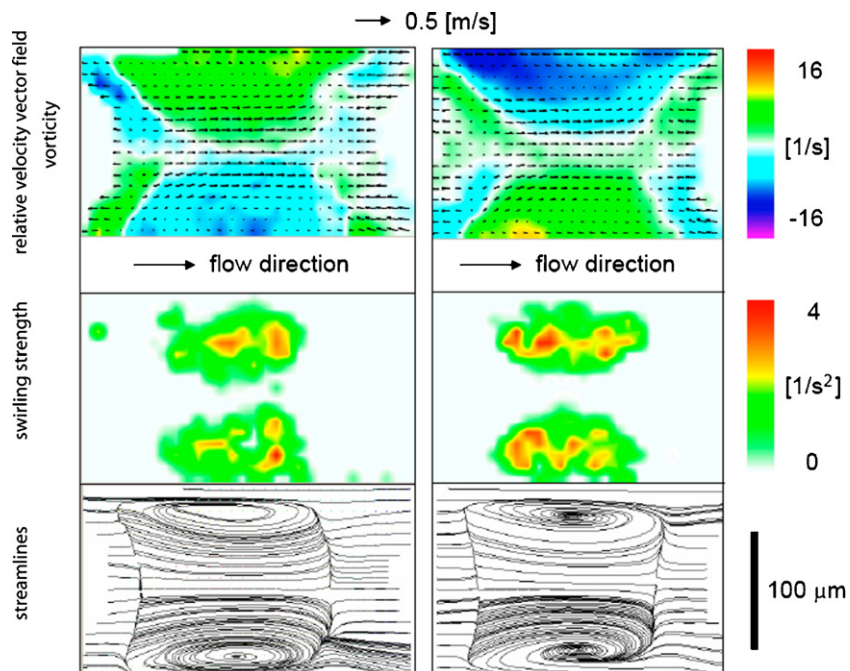 0.5 [m/s]
relative velocity vector field
vorticity
16
[1/s]
-16
flow direction
flow direction
swirling strength
4
[1/s²]
0
streamlines
100 μm